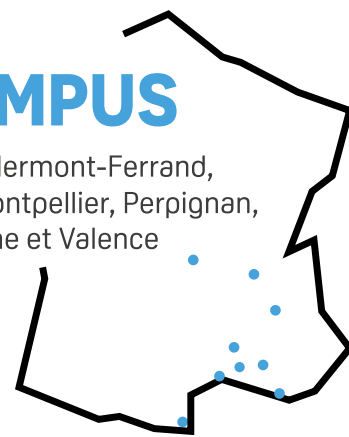 MPUS
lermont-Ferrand,
ontpellier, Perpignan,
ne et Valence